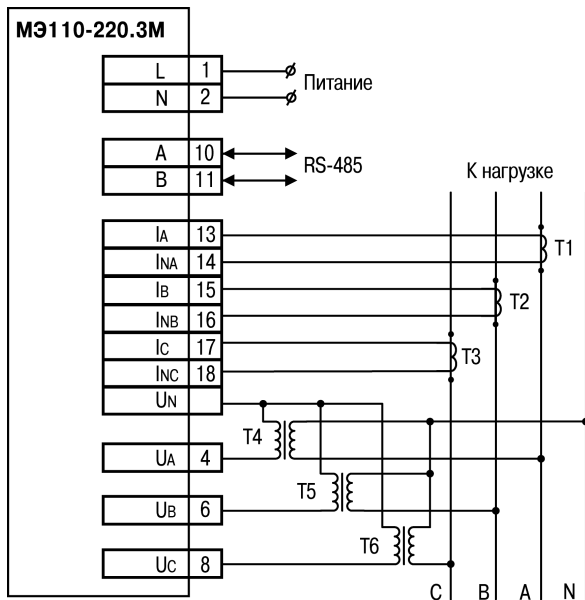 МЭ110-220.3М
L 1
N 2
Питание
A 10
B 11
RS-485
К нагрузке
IA 13
INA 14
IB 15
INB 16
IC 17
INC 18
UN
T1
T2
T3
T4
UA 4
T5
UB 6
T6
UC 8
C B A N